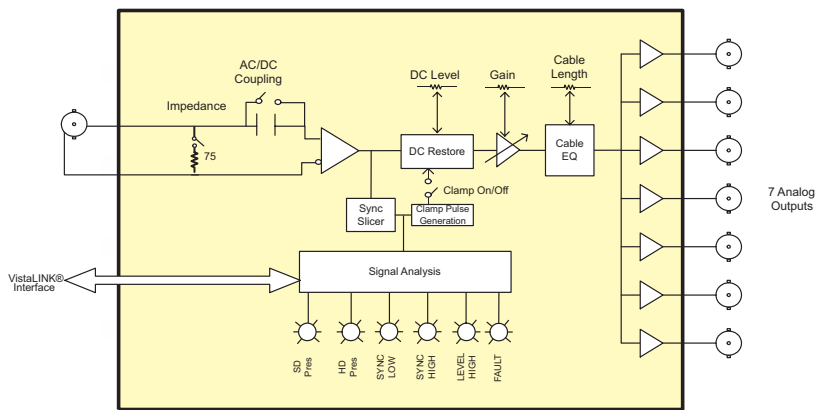 AC/DC
Coupling
DC Level
Gain
Cable
Length
Impedance
75
DC Restore
Cable
EQ
Clamp On/Off
7 Analog
Outputs
Sync
Slicer
Clamp Pulse
Generation
VistaLINK®
Interface
Signal Analysis
SD
Pres
HD
Pres
SYNC
LOW
SYNC
HIGH
LEVEL
HIGH
FAULT